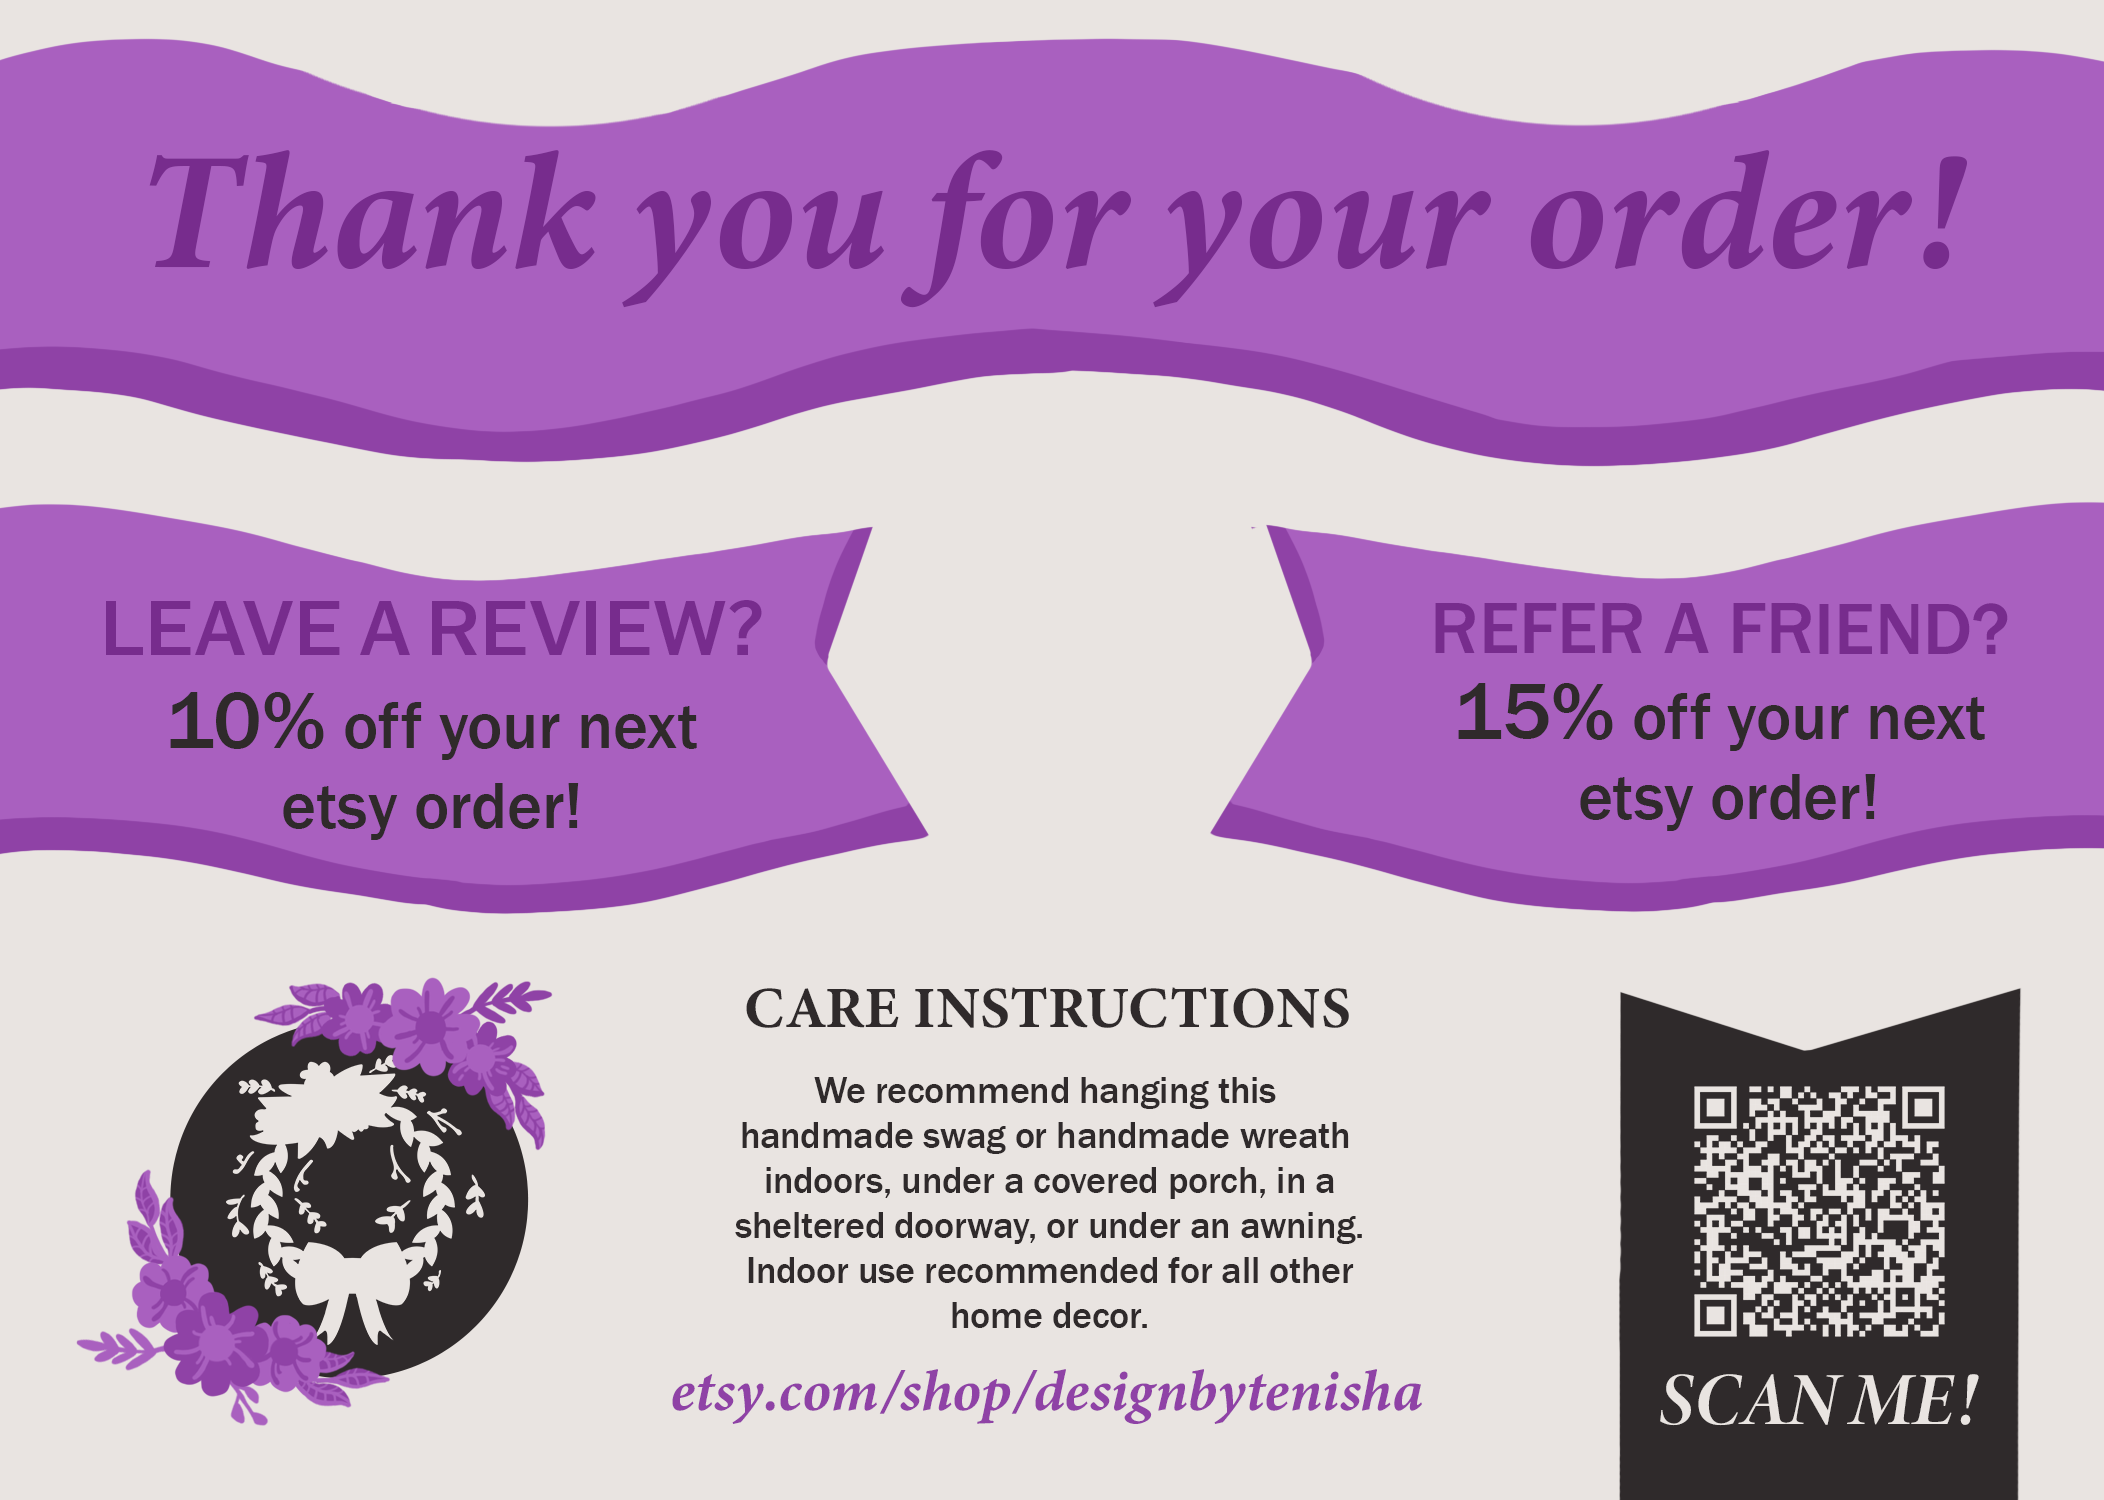 Thank you for your order!
LEAVE A REVIEW?
10% off your next
etsy order!
REFER A FRIEND?
15% off your next
etsy order!
CARE INSTRUCTIONS
We recommend hanging this
handmade swag or handmade wreath
indoors, under a covered porch, in a
sheltered doorway, or under an awning.
Indoor use recommended for all other
home decor.
etsy.com/shop/designbytenisha
SCAN ME!